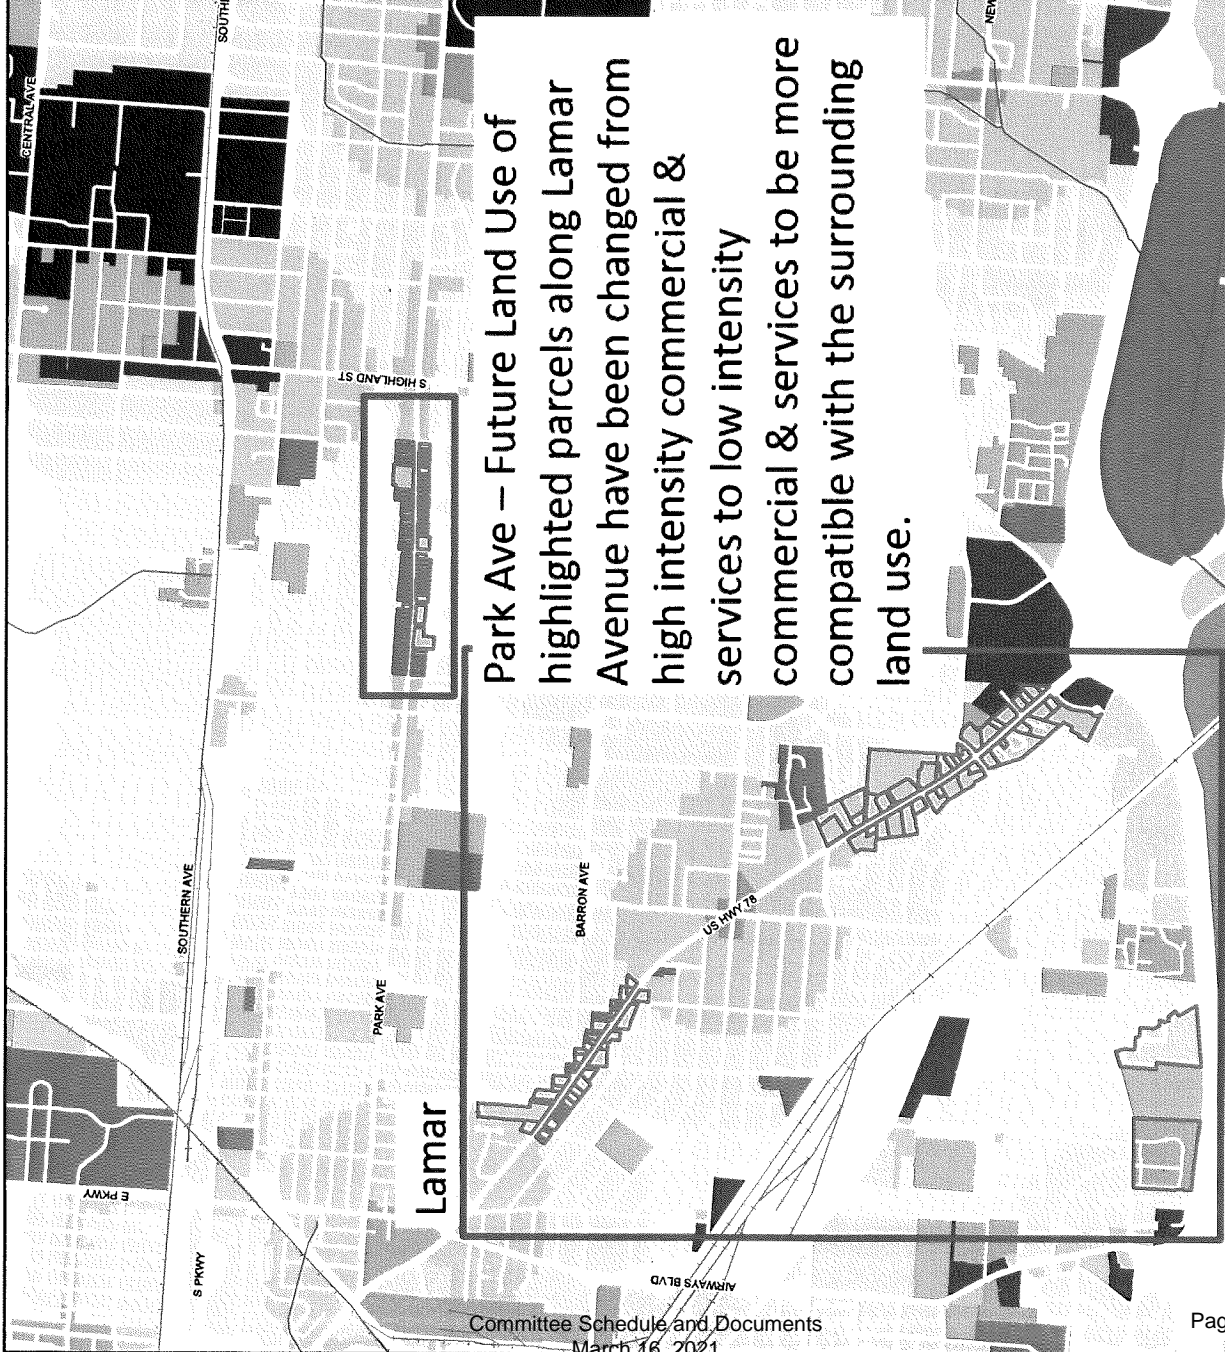 Park Ave – Future Land Use of
highlighted parcels along Lamar
Avenue have been changed from
high intensity commercial &
services to low intensity
commercial & services to be more
compatible with the surrounding
land use.
Lamar
CENTRAL AVE
SOUTHERN AVE
S HIGHLAND ST
PARK AVE
BARRON AVE
US HWY 78
E PKWY
S PKWY
AIRWAYS BLVD
SOUTH
NEW
Committee Schedule and Documents
March 16, 2021
Pag